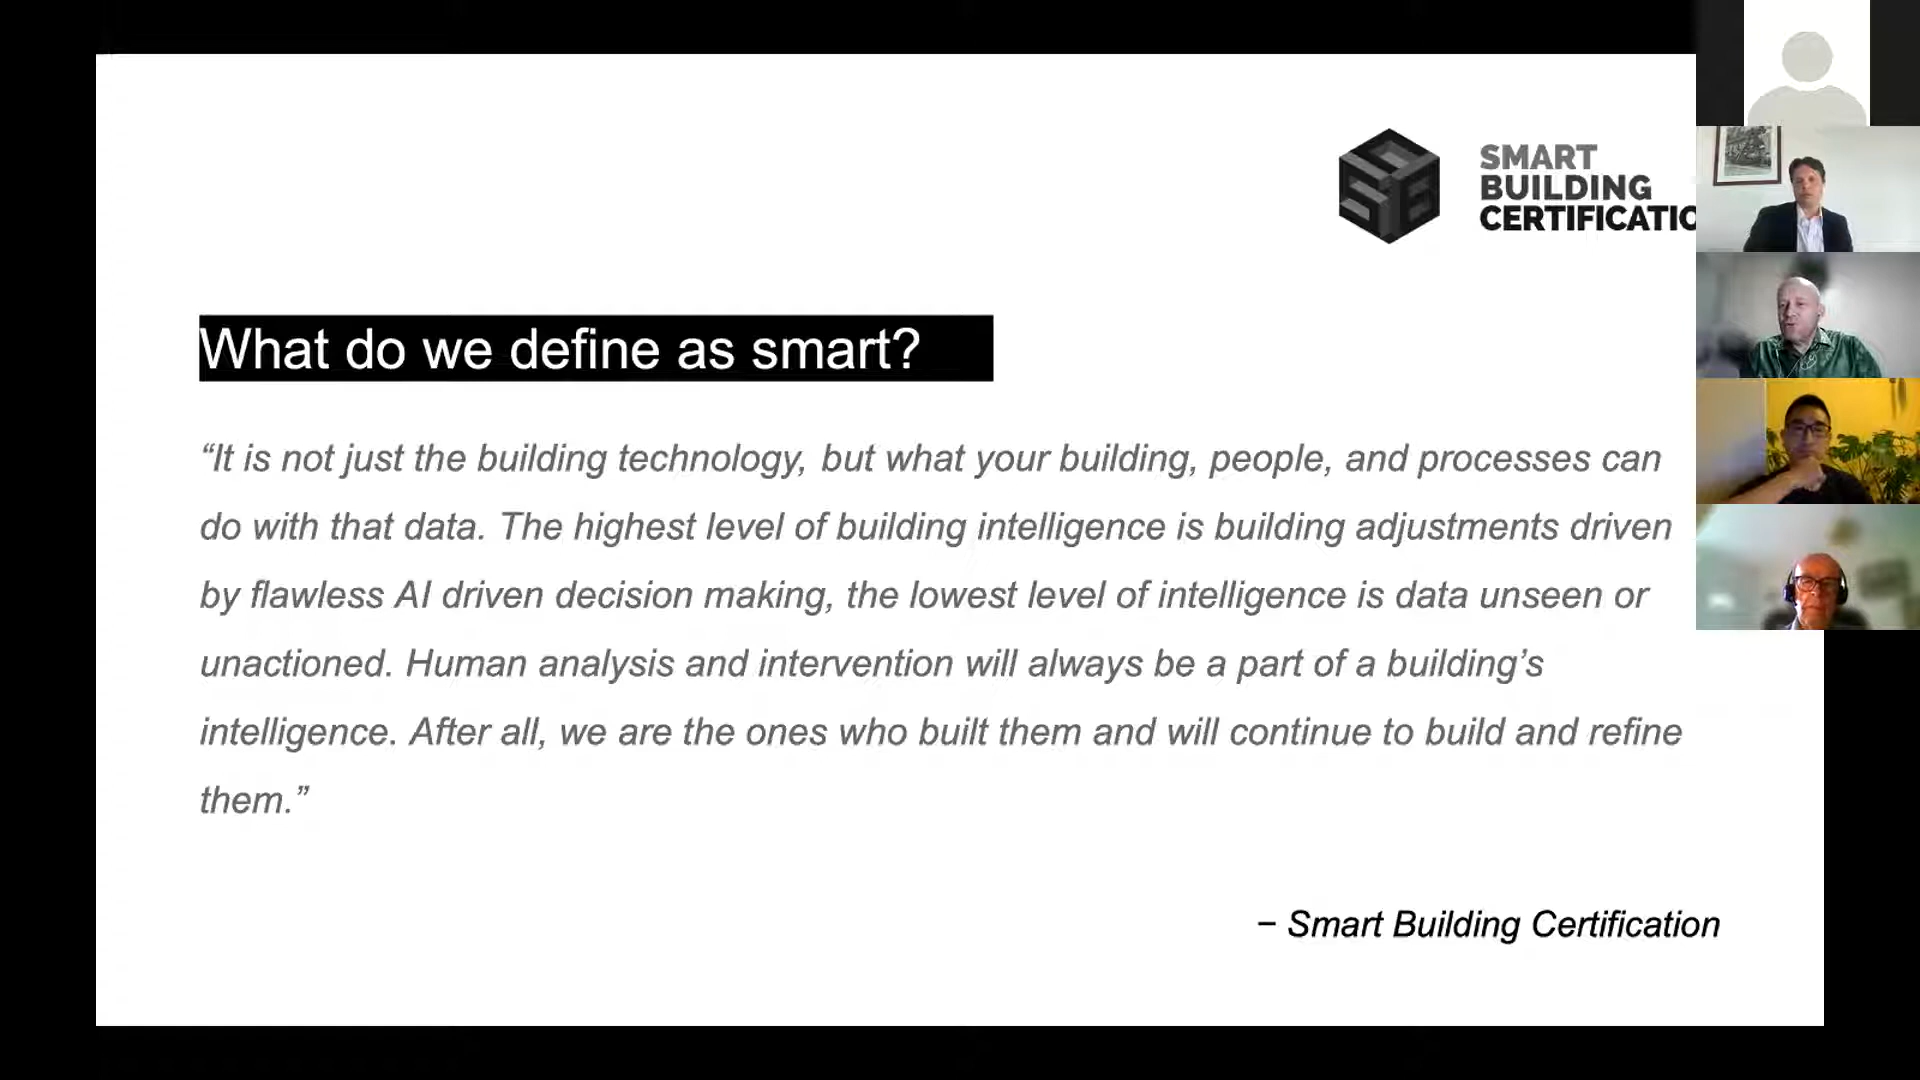 SMART
BUILDING
CERTIFICATIO
What do we define as smart?
“It is not just the building technology, but what your building, people, and processes can
do with that data. The highest level of building intelligence is building adjustments driven
by flawless AI driven decision making, the lowest level of intelligence is data unseen or
unactioned. Human analysis and intervention will always be a part of a building’s
intelligence. After all, we are the ones who built them and will continue to build and refine
them.”
– Smart Building Certification